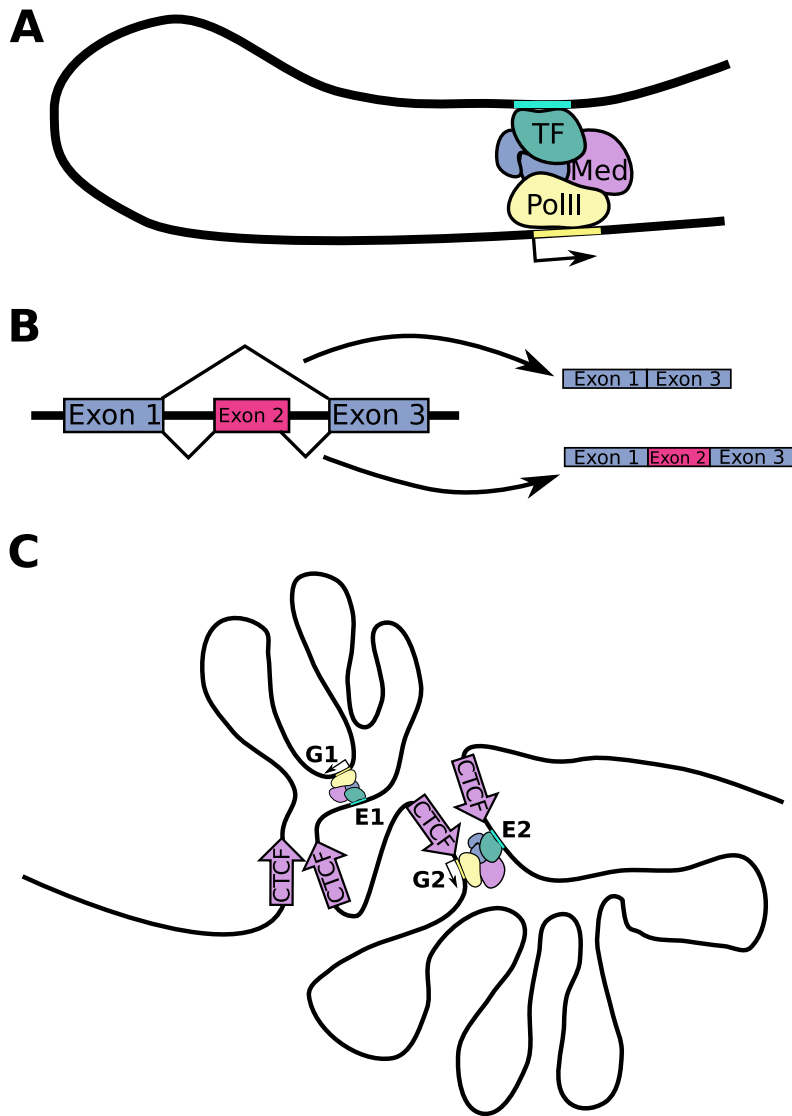 A
TF
Med
PolII
B
Exon 1 Exon 2 Exon 3
Exon 1 Exon 3
Exon 1 Exon 2 Exon 3
C
G1
E1
CTCF
CTCF
CTCF
CTCF
E2
G2